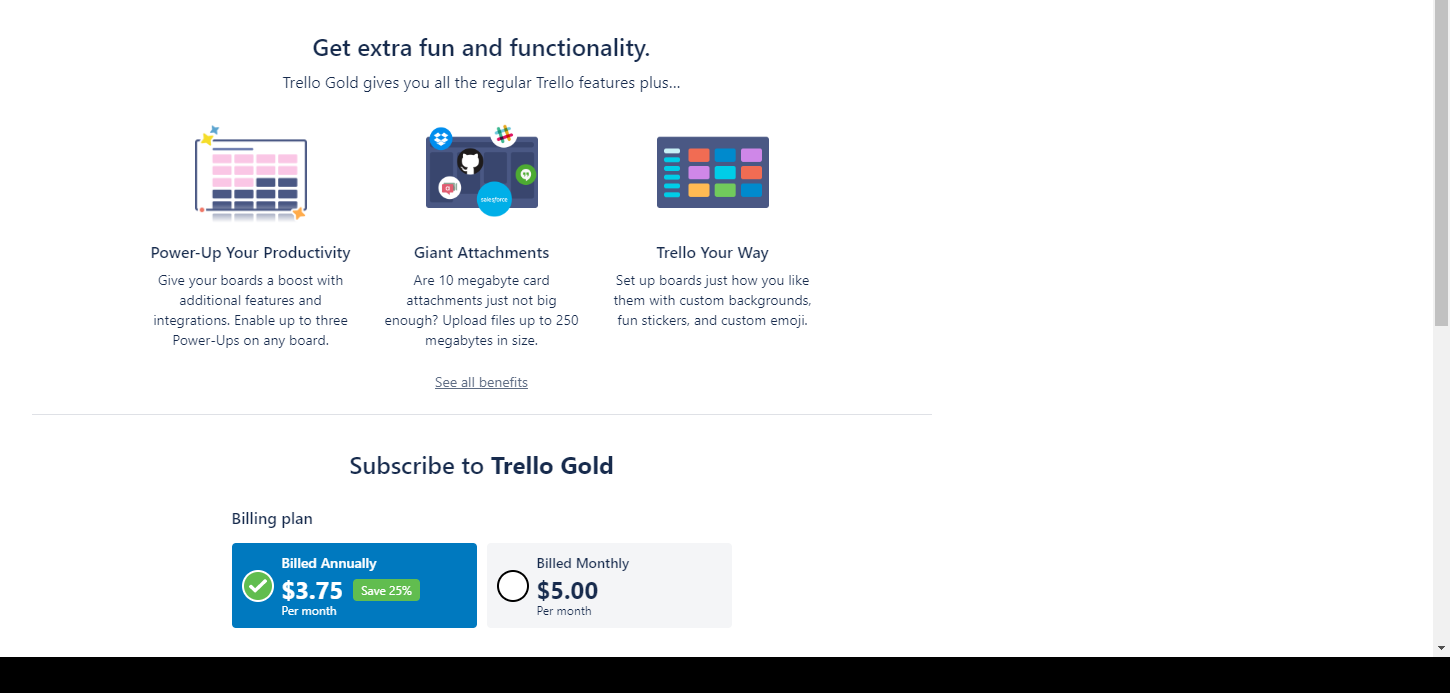 Get extra fun and functionality.
Trello Gold gives you all the regular Trello features plus...
salesforce
Power-Up Your Productivity
Give your boards a boost with
additional features and
integrations. Enable up to three
Power-Ups on any board.
Giant Attachments
Are 10 megabyte card
attachments just not big
enough? Upload files up to 250
megabytes in size.
Trello Your Way
Set up boards just how you like
them with custom backgrounds,
fun stickers, and custom emoji.
See all benefits
Subscribe to Trello Gold
Billing plan
Billed Annually
$3.75 Save 25%
Per month
Billed Monthly
$5.00
Per month